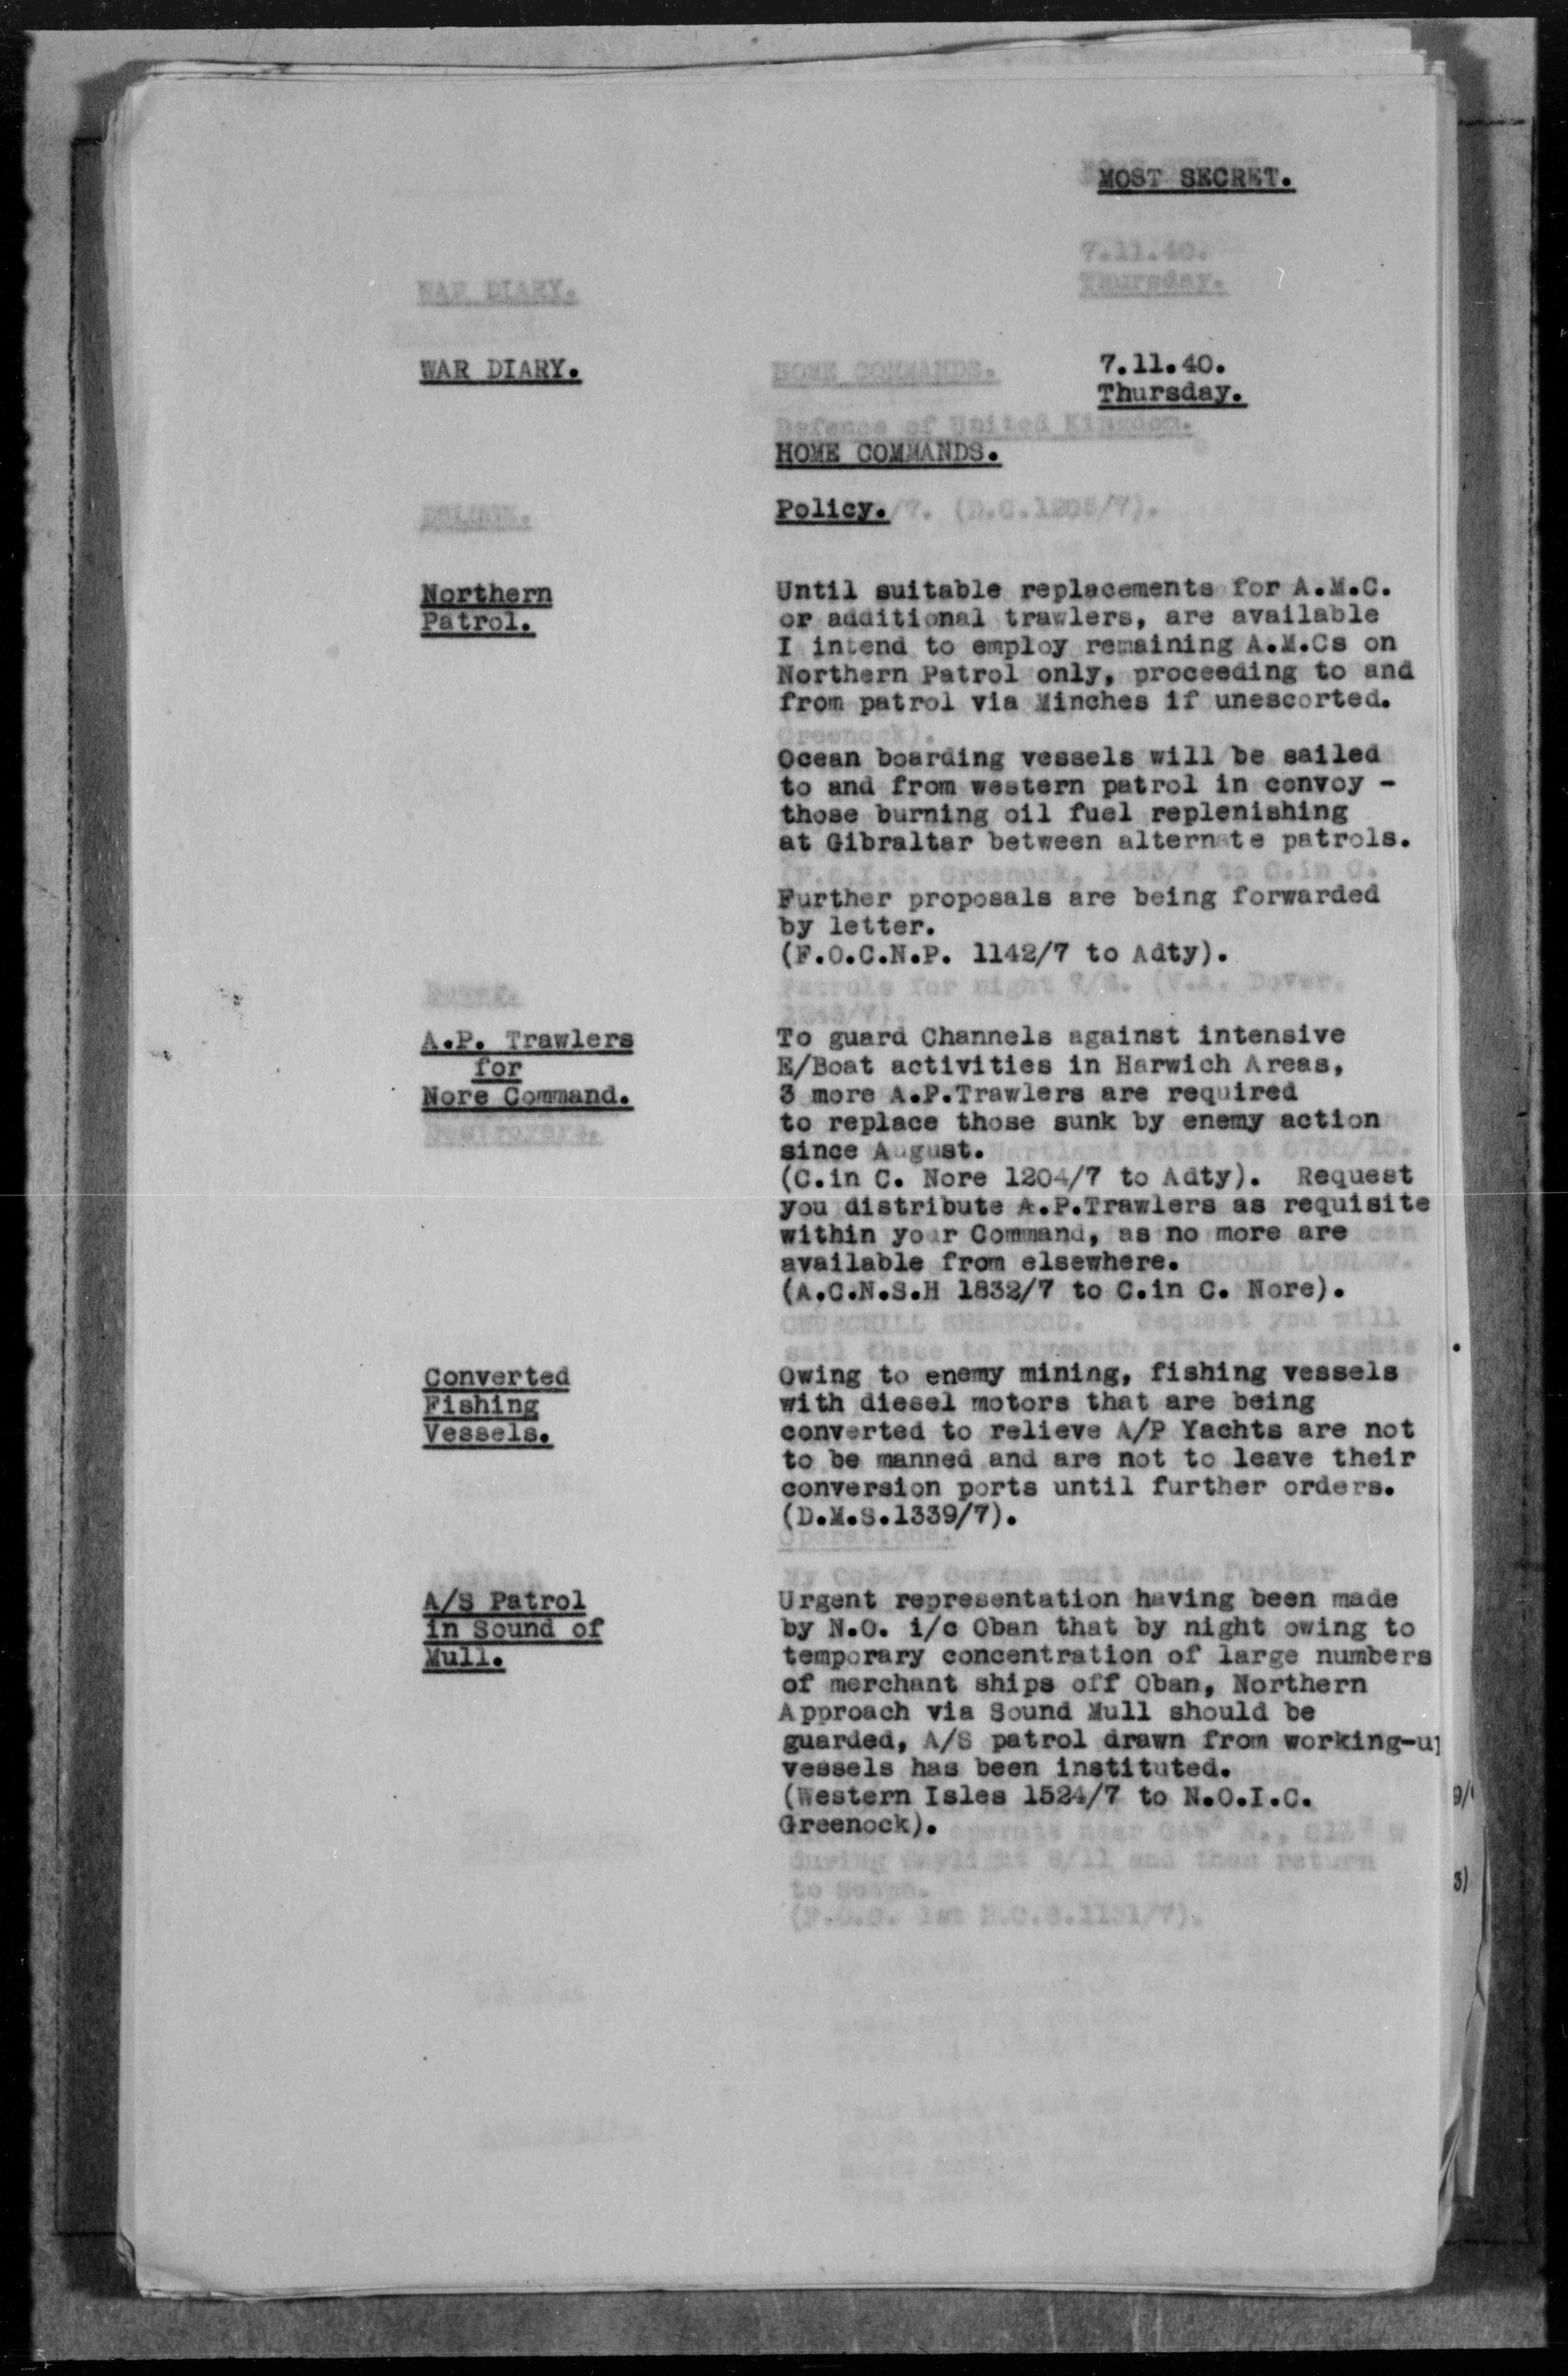 MOST SECRET.
WAR DIARY.
7.11.40.
Thursday.
HOME COMMANDS.
Policy.
Northern
Patrol.
Until suitable replacements for A.M.C.
or additional trawlers, are available
I intend to employ remaining A.M.Cs on
Northern Patrol only, proceeding to and
from patrol via Minches if unescorted.
Ocean boarding vessels will be sailed
to and from western patrol in convoy -
those burning oil fuel replenishing
at Gibraltar between alternate patrols.
Further proposals are being forwarded
by letter.
(F.O.C.N.P. 1142/7 to Adty).
A.P. Trawlers
for
Nore Command.
To guard Channels against intensive
E/Boat activities in Harwich Areas,
3 more A.P.Trawlers are required
to replace those sunk by enemy action
since August.
(C.in C. Nore 1204/7 to Adty). Request
you distribute A.P.Trawlers as requisite
within your Command, as no more are
available from elsewhere.
(A.C.N.S.H 1832/7 to C.in C. Nore).
Converted
Fishing
Vessels.
Owing to enemy mining, fishing vessels
with diesel motors that are being
converted to relieve A/P Yachts are not
to be manned and are not to leave their
conversion ports until further orders.
(D.M.S.1339/7).
A/S Patrol
in Sound of
Mull.
Urgent representation having been made
by N.O. i/c Oban that by night owing to
temporary concentration of large numbers
of merchant ships off Oban, Northern
Approach via Sound Mull should be
guarded, A/S patrol drawn from working-u
vessels has been instituted.
(Western Isles 1524/7 to N.O.I.C.
Greenock).